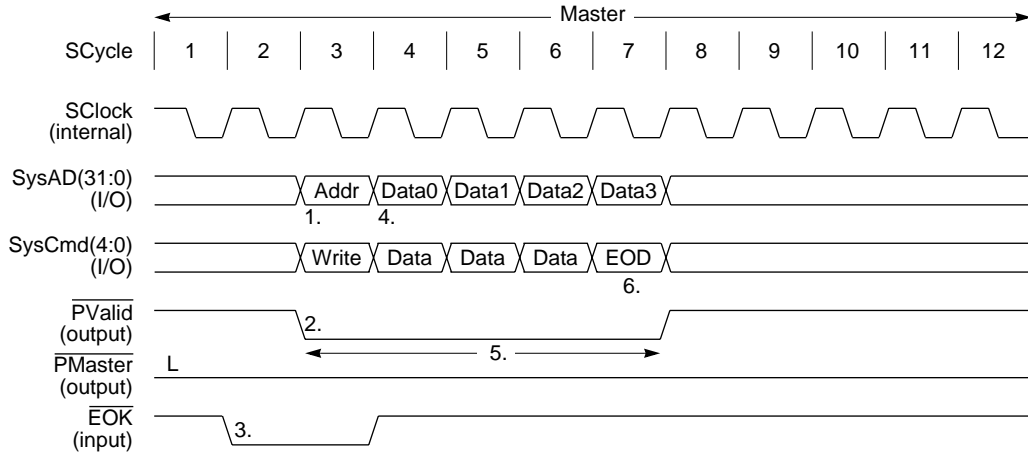 Master
SCycle 1 2 3 4 5 6 7 8 9 10 11 12
SClock
(internal)
SysAD(31:0)
(I/O)
Addr Data0 Data1 Data2 Data3
1. 4.
SysCmd(4:0)
(I/O)
Write Data Data Data EOD
6.
PValid
(output)
2.
5.
PMaster
(output)
L
EOK
(input)
3.